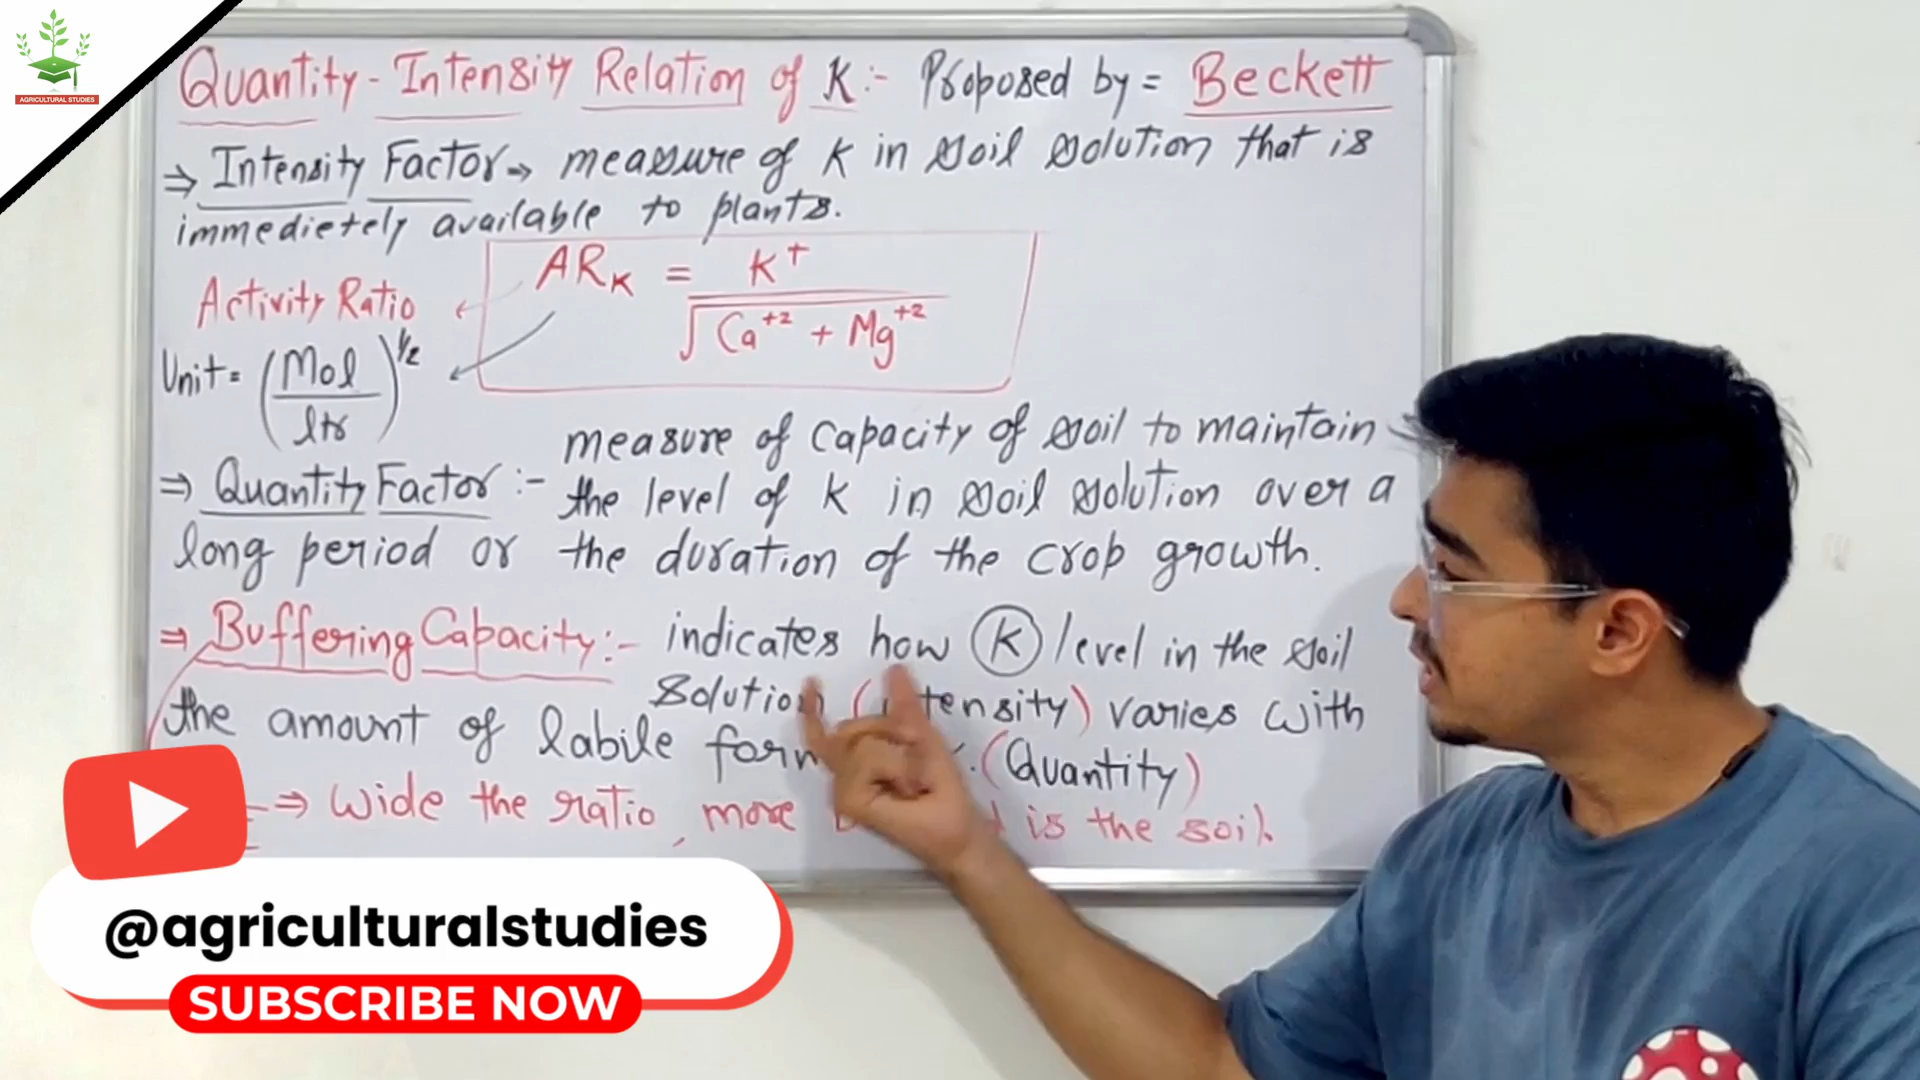 AGRICULTURAL STUDIES
Quantity - Intensity Relation of K :- Proposed by = Beckett
⇒ Intensity Factor → measure of K in soil solution that is
immedietely available to plants.
Activity Ratio ← ARK = K+ / √Ca+2 + Mg+2
Unit = (Mol/ltr)^1/2
measure of capacity of soil to maintain
⇒ Quantity Factor :- the level of K in soil solution over a
long period or the duration of the crop growth.
⇒ Buffering Capacity :- indicates how K level in the soil
solution (intensity) varies with
the amount of labile form (Quantity)
⇒ Wide the ratio, more is the soil.
@agriculturalstudies
SUBSCRIBE NOW